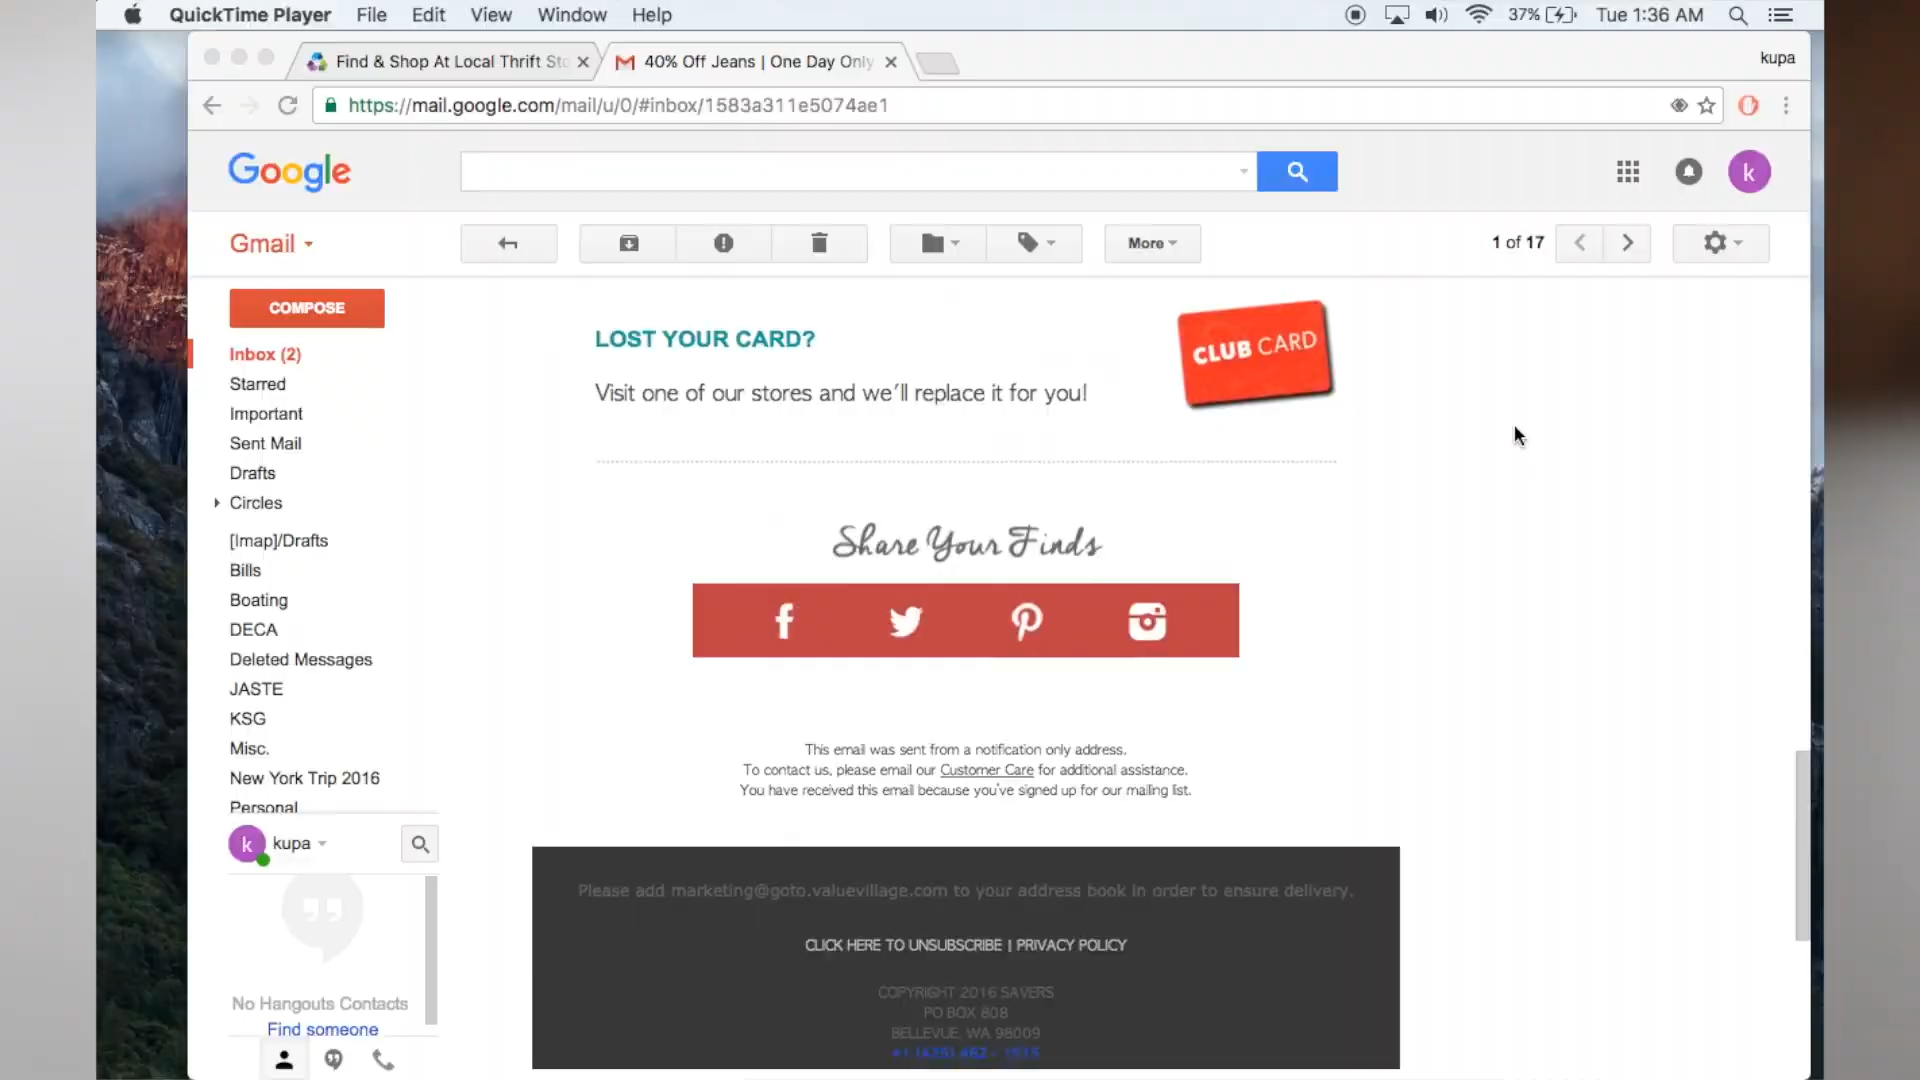 QuickTime Player File Edit View Window Help 37% Tue 1:36 AM
Find & Shop At Local Thrift Sto 40% Off Jeans | One Day Only kupa
https://mail.google.com/mail/u/0/#inbox/1583a311e5074ae1
Google k
Gmail More 1 of 17
COMPOSE
Inbox (2)
Starred
Important
Sent Mail
Drafts
Circles
[Imap]/Drafts
Bills
Boating
DECA
Deleted Messages
JASTE
KSG
Misc.
New York Trip 2016
Personal
k kupa
No Hangouts Contacts
Find someone
LOST YOUR CARD?
Visit one of our stores and we'll replace it for you!
CLUB CARD
Share Your Finds
This email was sent from a notification only address.
To contact us, please email our Customer Care for additional assistance.
You have received this email because you've signed up for our mailing list.
Please add marketing@goto.valuevillage.com to your address book in order to ensure delivery.
CLICK HERE TO UNSUBSCRIBE | PRIVACY POLICY
COPYRIGHT 2016 SAVERS
PO BOX 808
BELLEVUE, WA 98009